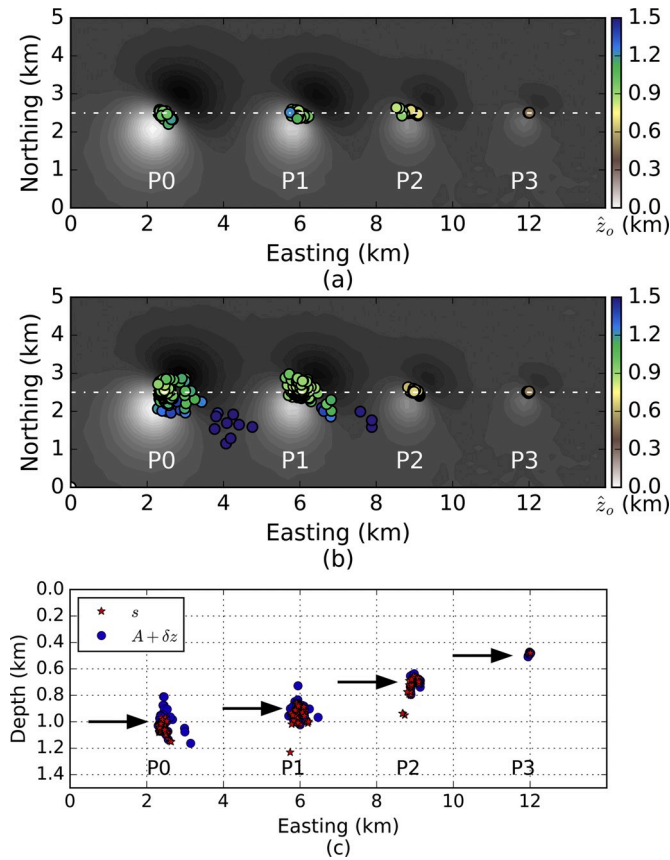 5
4
3
2
1
0
Northing (km)
P0 P1 P2 P3
0 2 4 6 8 10 12
Easting (km)
(a)
1.5
1.2
0.9
0.6
0.3
0.0
ẑₒ (km)
5
4
3
2
1
0
Northing (km)
P0 P1 P2 P3
0 2 4 6 8 10 12
Easting (km)
(b)
1.5
1.2
0.9
0.6
0.3
0.0
ẑₒ (km)
0.0
0.2
0.4
0.6
0.8
1.0
1.2
1.4
Depth (km)
s
A + δz
P0 P1 P2 P3
0 2 4 6 8 10 12
Easting (km)
(c)